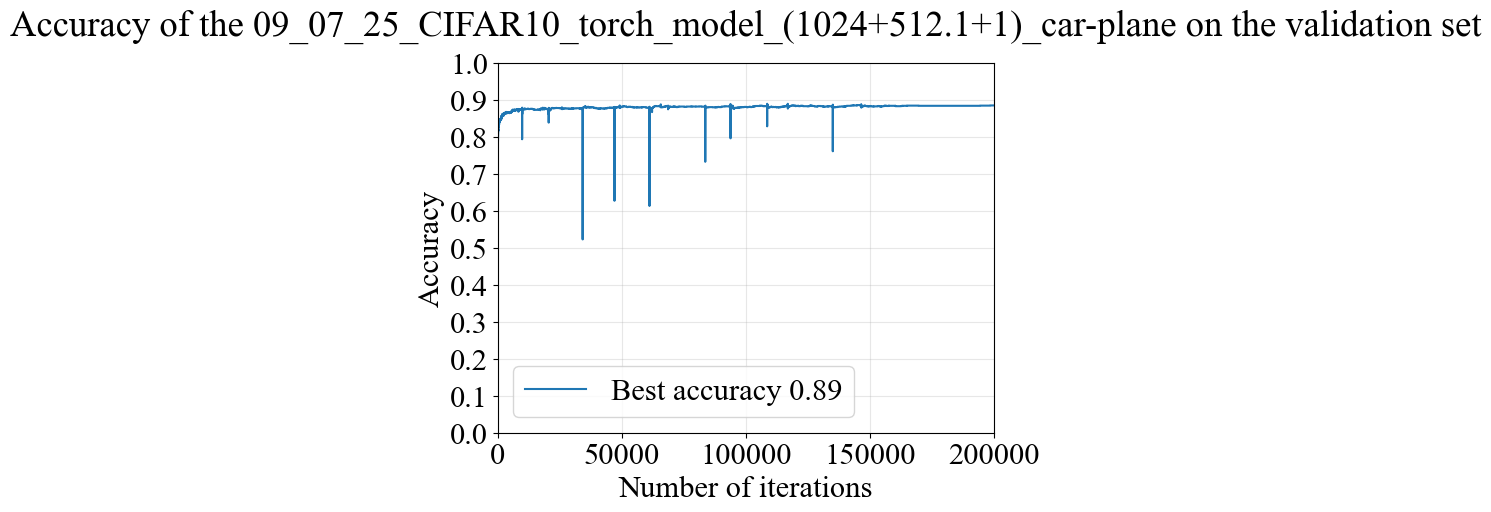 Accuracy of the 09_07_25_CIFAR10_torch_model_(1024+512.1+1)_car-plane on the validation set
1.0
0.9
0.8
0.7
0.6
0.5
0.4
0.3
0.2
0.1
0.0
Accuracy
Best accuracy 0.89
0 50000 100000 150000 200000
Number of iterations